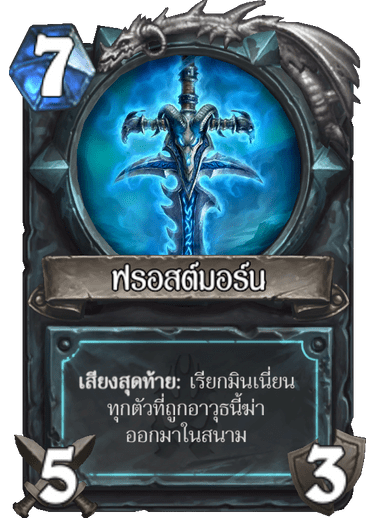 7
ฟรอสต์มอร์น
เสียงสุดท้าย: เรียกมินเนี่ยน
ทุกตัวที่ถูกอาวุธนี้ฆ่า
ออกมาในสนาม
5
3